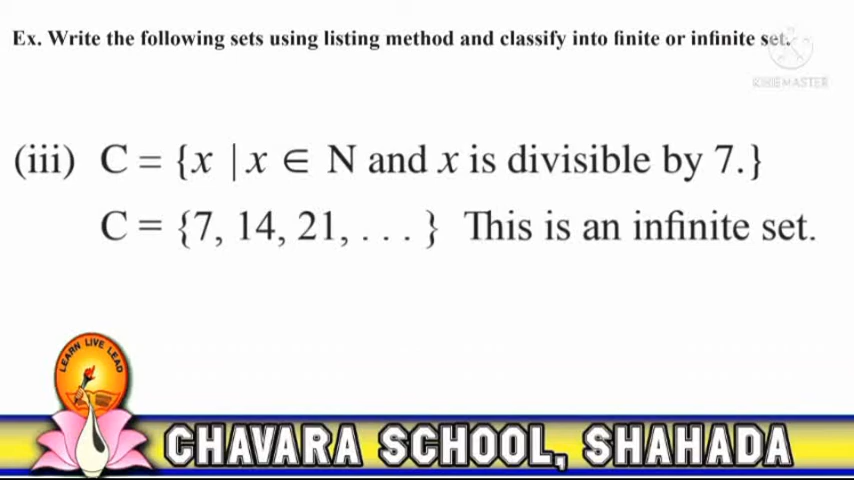 Ex. Write the following sets using listing method and classify into finite or infinite set.
KINEMASTER
(iii) C = {x | x ∈ N and x is divisible by 7.}
C = {7, 14, 21, . . . } This is an infinite set.
LEARN LIVE LEAD
CHAVARA SCHOOL, SHAHADA